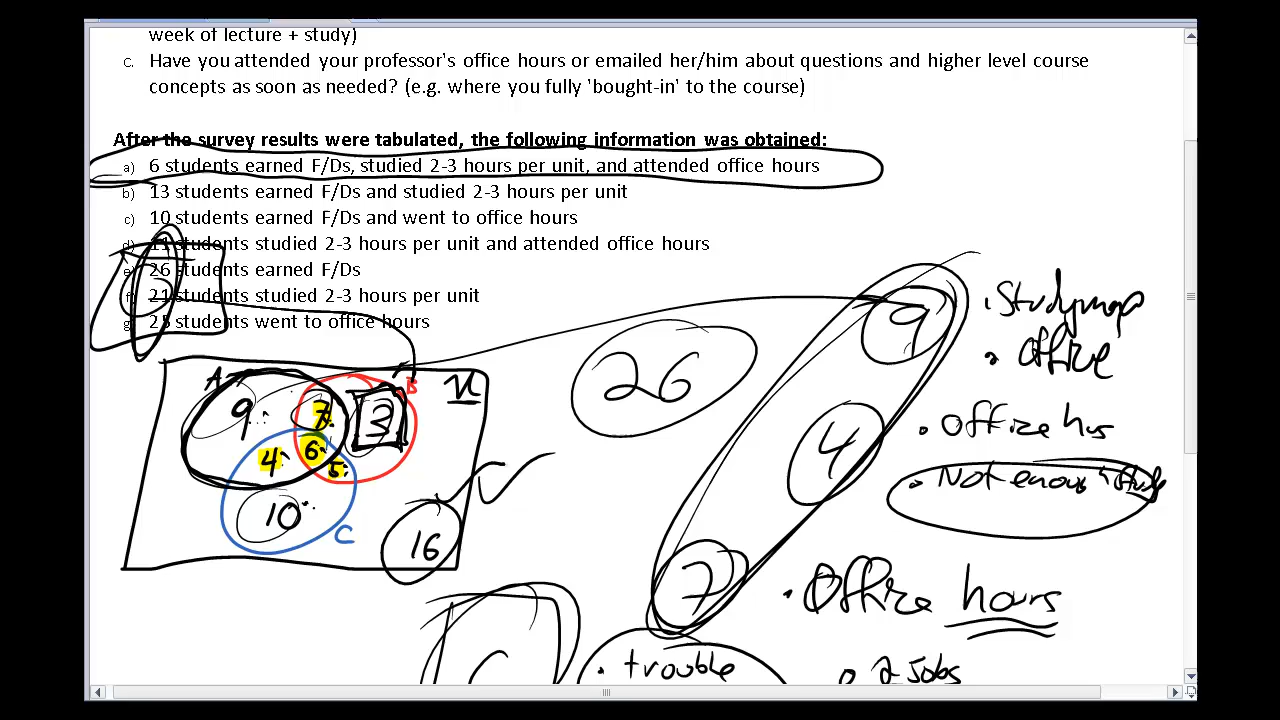 week of lecture + study)
c. Have you attended your professor's office hours or emailed her/him about questions and higher level course
concepts as soon as needed? (e.g. where you fully 'bought-in' to the course)
After the survey results were tabulated, the following information was obtained:
a) 6 students earned F/Ds, studied 2-3 hours per unit, and attended office hours
b) 13 students earned F/Ds and studied 2-3 hours per unit
c) 10 students earned F/Ds and went to office hours
d) 11 students studied 2-3 hours per unit and attended office hours
e) 26 students earned F/Ds
f) 21 students studied 2-3 hours per unit
g) 25 students went to office hours
A
B
9
7
3
4
6
5
10
C
16
26
9
4
7
• office
• office hrs
• Not enough
• Office hours
• trouble
2 Jobs